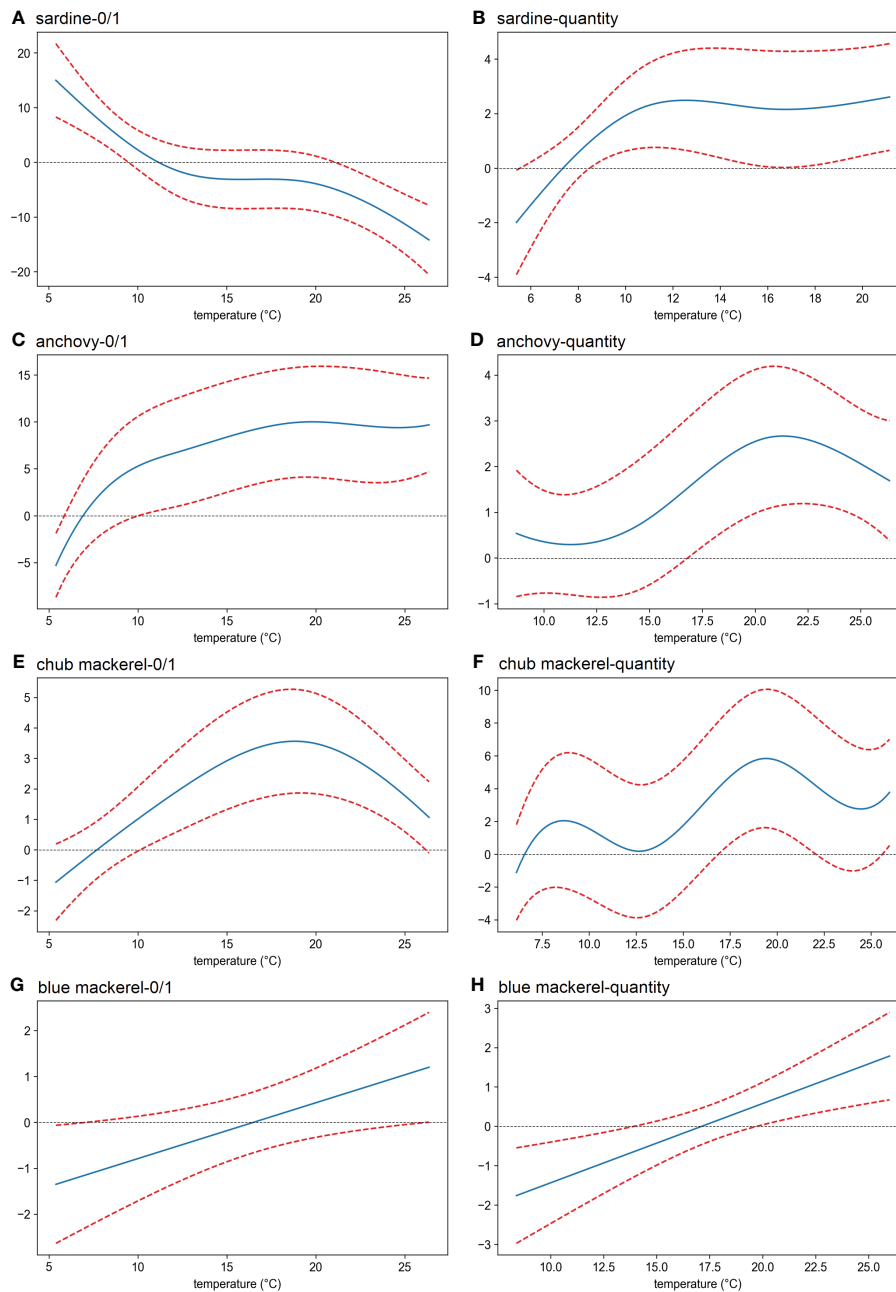 A sardine-0/1
20
10
0
−10
−20
5 10 15 20 25
temperature (°C)
B sardine-quantity
4
2
0
−2
−4
6 8 10 12 14 16 18 20
temperature (°C)
C anchovy-0/1
15
10
5
0
−5
5 10 15 20 25
temperature (°C)
D anchovy-quantity
4
3
2
1
0
−1
10.0 12.5 15.0 17.5 20.0 22.5 25.0
temperature (°C)
E chub mackerel-0/1
5
4
3
2
1
0
−1
−2
5 10 15 20 25
temperature (°C)
F chub mackerel-quantity
10
8
6
4
2
0
−2
−4
7.5 10.0 12.5 15.0 17.5 20.0 22.5 25.0
temperature (°C)
G blue mackerel-0/1
2
1
0
−1
−2
5 10 15 20 25
temperature (°C)
H blue mackerel-quantity
3
2
1
0
−1
−2
−3
10.0 12.5 15.0 17.5 20.0 22.5 25.0
temperature (°C)